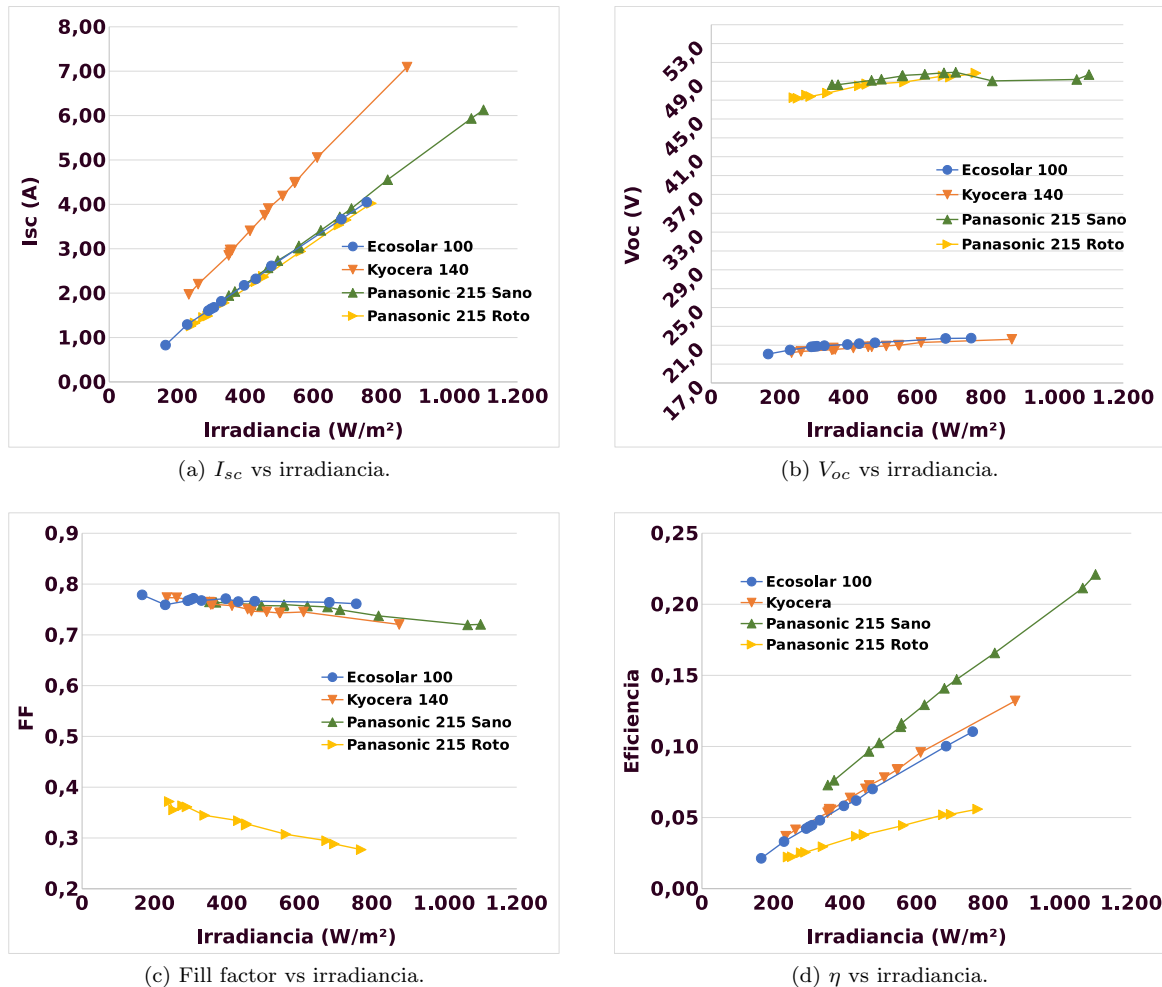 8,00
7,00
6,00
5,00
4,00
3,00
2,00
1,00
0,00
Isc (A)
0 200 400 600 800 1.000 1.200
Irradiancia (W/m²)
Ecosolar 100
Kyocera 140
Panasonic 215 Sano
Panasonic 215 Roto
(a) Isc vs irradiancia.
53,0
49,0
45,0
41,0
37,0
33,0
29,0
25,0
21,0
17,0
Voc (V)
0 200 400 600 800 1.000 1.200
Irradiancia (W/m²)
Ecosolar 100
Kyocera 140
Panasonic 215 Sano
Panasonic 215 Roto
(b) Voc vs irradiancia.
0,9
0,8
0,7
0,6
0,5
0,4
0,3
0,2
FF
0 200 400 600 800 1.000 1.200
Irradiancia (W/m²)
Ecosolar 100
Kyocera 140
Panasonic 215 Sano
Panasonic 215 Roto
(c) Fill factor vs irradiancia.
0,25
0,20
0,15
0,10
0,05
0,00
Eficiencia
0 200 400 600 800 1.000 1.200
Irradiancia (W/m²)
Ecosolar 100
Kyocera
Panasonic 215 Sano
Panasonic 215 Roto
(d) η vs irradiancia.